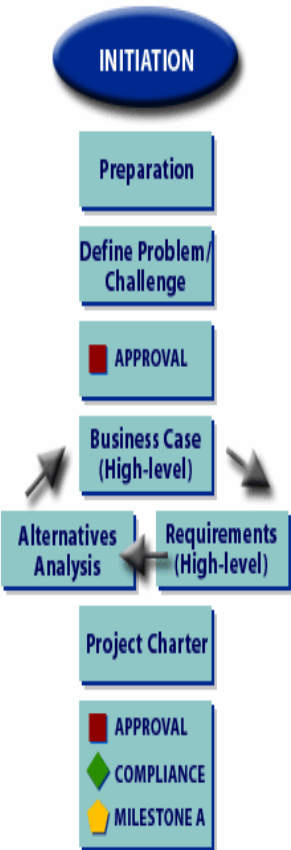 INITIATION
Preparation
Define Problem/
Challenge
APPROVAL
Business Case
(High-level)
Alternatives
Analysis
Requirements
(High-level)
Project Charter
APPROVAL
COMPLIANCE
MILESTONE A